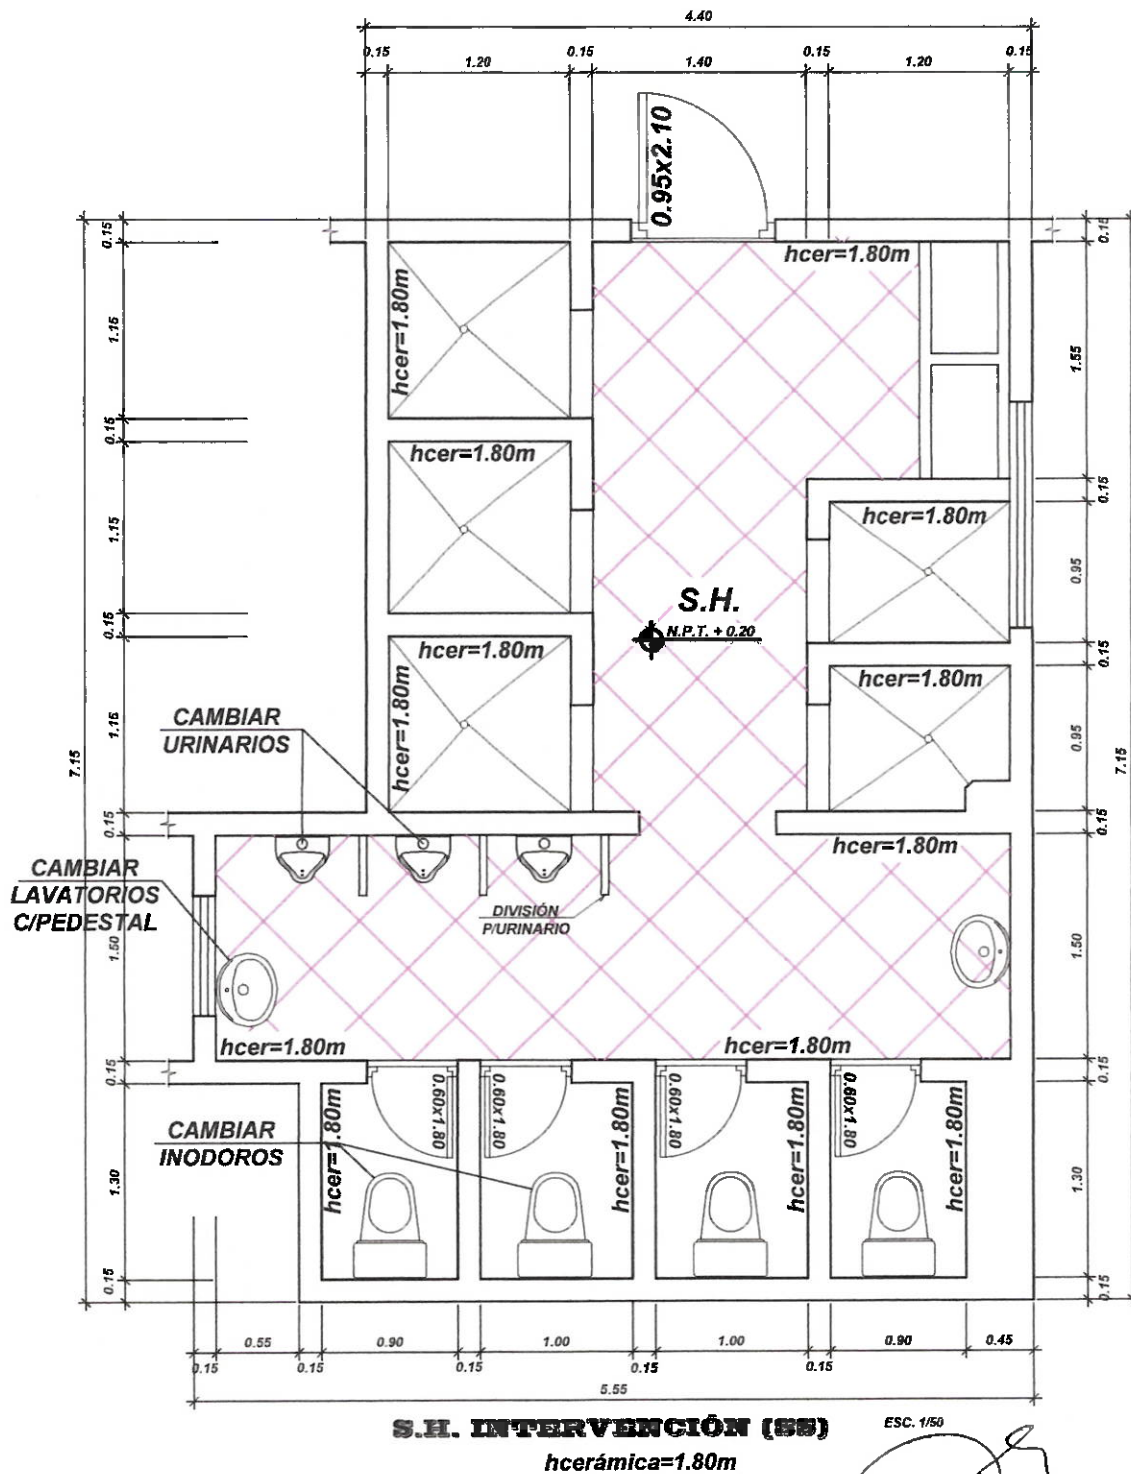 4.40
0.15
1.20
0.15
1.40
0.15
1.20
0.15
0.95x2.10
0.15
0.15
hcer=1.80m
hcer=1.80m
1.15
1.55
0.15
hcer=1.80m
0.15
hcer=1.80m
1.15
0.95
S.H.
N.P.T. + 0.20
0.15
0.15
hcer=1.80m
hcer=1.80m
hcer=1.80m
CAMBIAR
URINARIOS
1.15
0.95
7.15
7.15
0.15
0.15
hcer=1.80m
CAMBIAR
LAVATORIOS
C/PEDESTAL
DIVISIÓN
P/URINARIO
1.50
1.50
hcer=1.80m
hcer=1.80m
0.15
0.15
0.60x1.80
0.60x1.80
0.60x1.80
0.60x1.80
hcer=1.80m
hcer=1.80m
hcer=1.80m
hcer=1.80m
CAMBIAR
INODOROS
1.30
1.30
0.15
0.15
0.55
0.90
1.00
1.00
0.90
0.45
0.15
0.15
0.15
0.15
0.15
5.55
S.H. INTERVENCIÓN (SS)
ESC. 1/50
hcerámica=1.80m